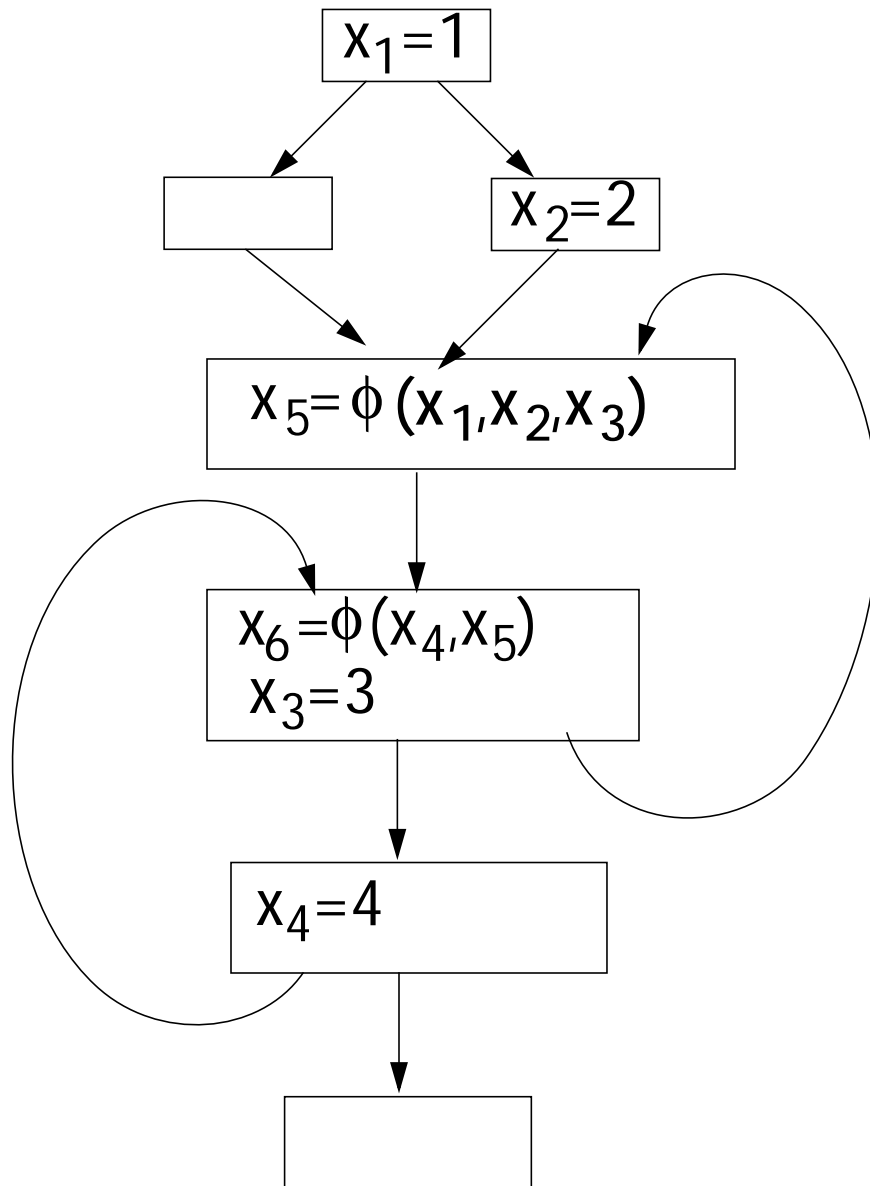 x₁=1
x₂=2
x₅=ϕ(x₁,x₂,x₃)
x₆=ϕ(x₄,x₅)
x₃=3
x₄=4